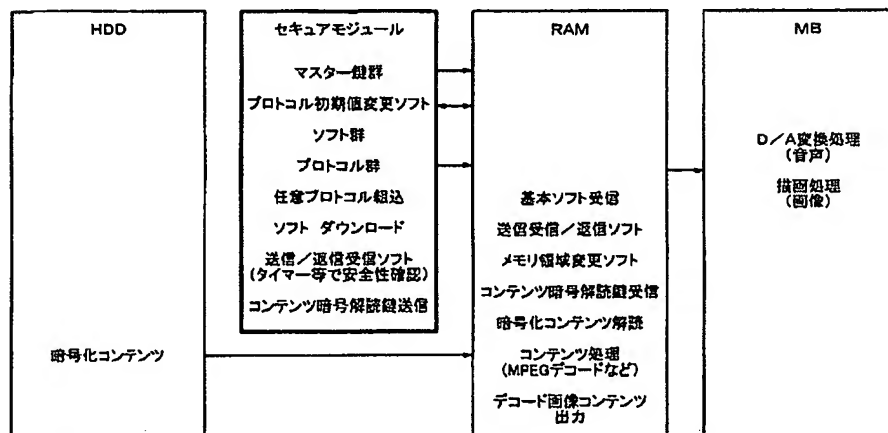 HDD
暗号化コンテンツ
セキュアモジュール
マスター鍵群
プロトコル初期値変更ソフト
ソフト群
プロトコル群
任意プロトコル組込
ソフト ダウンロード
送信／返信受信ソフト
(タイマー等で安全性確認)
コンテンツ暗号解読鍵送信
RAM
基本ソフト受信
送信受信／返信ソフト
メモリ領域変更ソフト
コンテンツ暗号解読鍵受信
暗号化コンテンツ解読
コンテンツ処理
(MPEGデコードなど)
デコード画像コンテンツ
出力
MB
D／A変換処理
(音声)
描画処理
(画像)